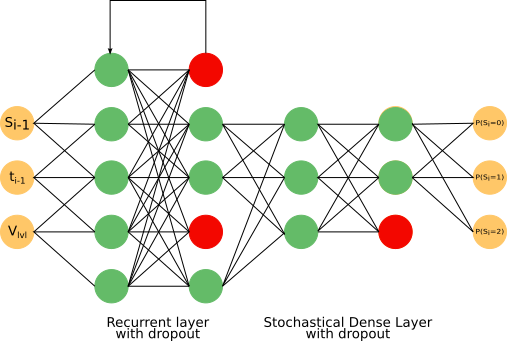 Si-1
ti-1
Vlvl
P(Si=0)
P(Si=1)
P(Si=2)
Recurrent layer
with dropout
Stochastical Dense Layer
with dropout